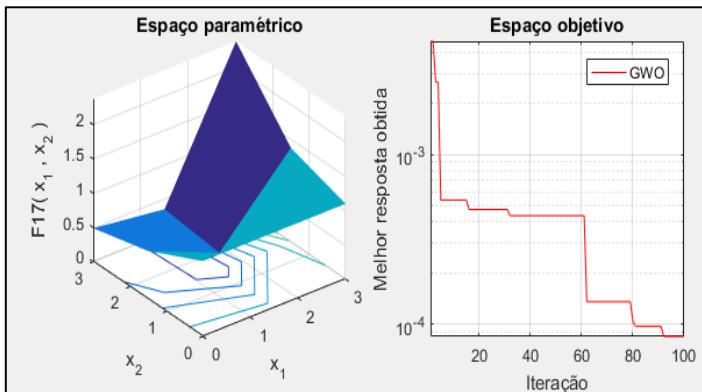 Espaço paramétrico
F17( x1 , x2 )
2
1.5
1
0.5
0
3
2
1
0
x2
0
1
2
3
x1
Espaço objetivo
GWO
Melhor resposta obtida
10-3
10-4
20
40
60
80
100
Iteração